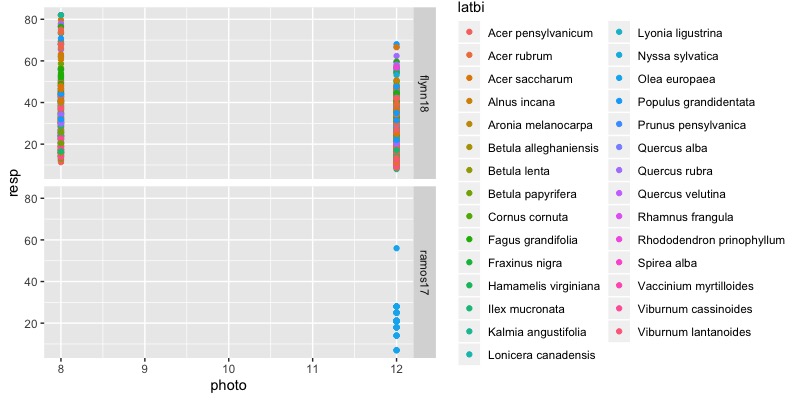 80
60
40
20
flynn18
80
60
40
20
ramos17
8
9
10
11
12
resp
photo
latbi
Acer pensylvanicum
Acer rubrum
Acer saccharum
Alnus incana
Aronia melanocarpa
Betula alleghaniensis
Betula lenta
Betula papyrifera
Cornus cornuta
Fagus grandifolia
Fraxinus nigra
Hamamelis virginiana
Ilex mucronata
Kalmia angustifolia
Lonicera canadensis
Lyonia ligustrina
Nyssa sylvatica
Olea europaea
Populus grandidentata
Prunus pensylvanica
Quercus alba
Quercus rubra
Quercus velutina
Rhamnus frangula
Rhododendron prinophyllum
Spirea alba
Vaccinium myrtilloides
Viburnum cassinoides
Viburnum lantanoides